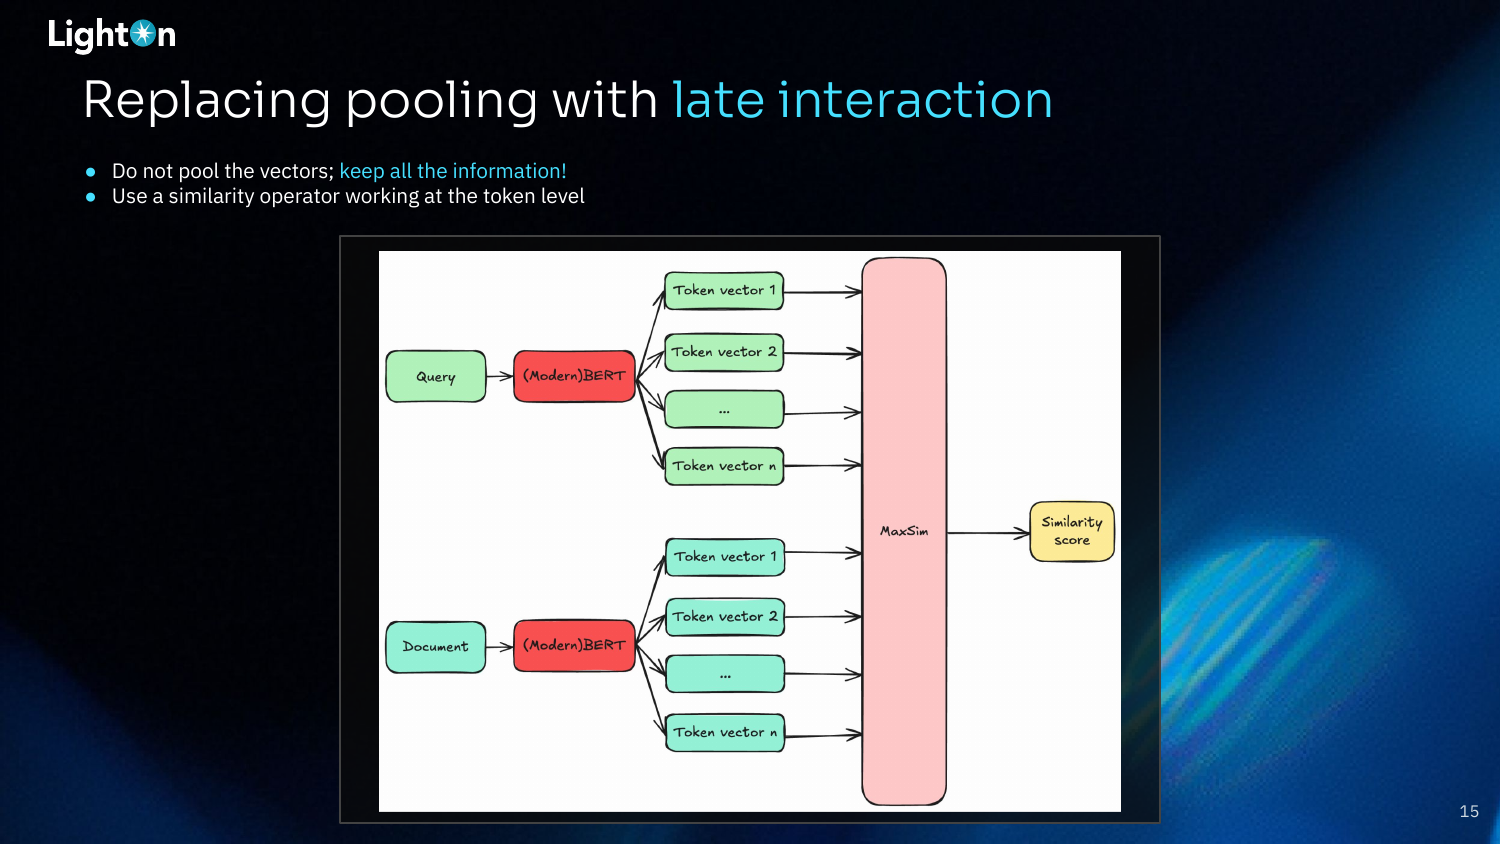 LightOn
Replacing pooling with late interaction
● Do not pool the vectors; keep all the information!
● Use a similarity operator working at the token level
Query
(Modern)BERT
Token vector 1
Token vector 2
...
Token vector n
Document
(Modern)BERT
Token vector 1
Token vector 2
...
Token vector n
MaxSim
Similarity
score
15